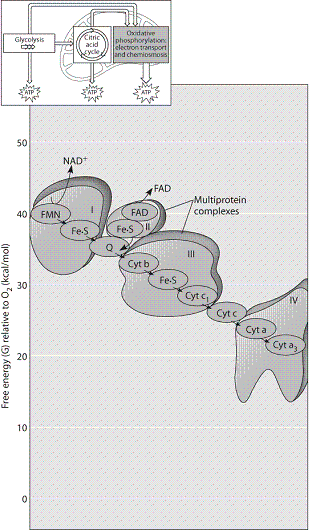 Glycolysis
Citric
acid
cycle
Oxidative
phosphorylation:
electron transport
and chemiosmosis
ATP
ATP
ATP
50
NAD+
FAD
Multiprotein
complexes
40
FMN
I
Fe•S
FAD
Fe•S
II
Q
III
30
Cyt b
Fe•S
Cyt c1
Cyt c
IV
Cyt a
Cyt a3
20
10
0
Free energy (G) relative to O2 (kcal/mol)